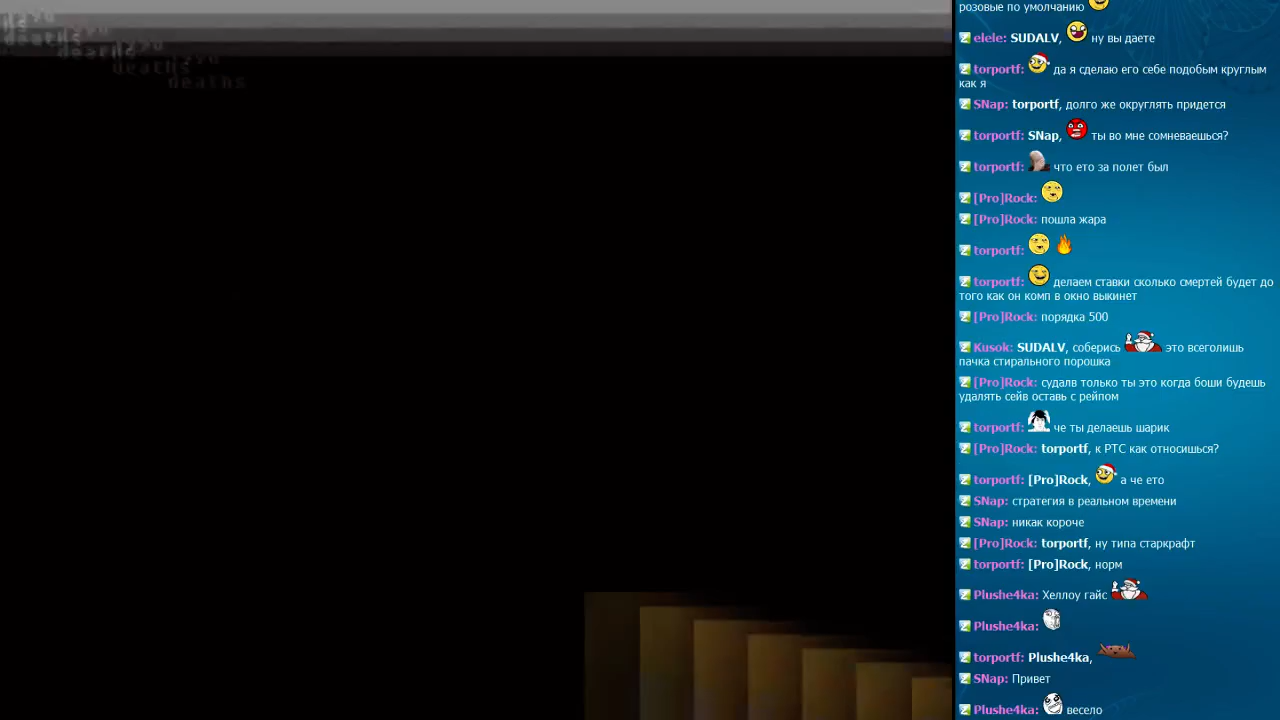 deaths
deaths
deaths
deaths
розовые по умолчанию
elele: SUDALV, ну вы даете
torportf: да я сделаю его себе подобым круглым
как я
SNap: torportf, долго же округлять придется
torportf: SNap, ты во мне сомневаешься?
torportf: что ето за полет был
[Pro]Rock:
[Pro]Rock: пошла жара
torportf:
torportf: делаем ставки сколько смертей будет до
того как он комп в окно выкинет
[Pro]Rock: порядка 500
Kusok: SUDALV, соберись это всеголишь
пачка стирального порошка
[Pro]Rock: судалв только ты это когда боши будешь
удалять сейв оставь с рейпом
torportf: че ты делаешь шарик
[Pro]Rock: torportf, к РТС как относишься?
torportf: [Pro]Rock, а че ето
SNap: стратегия в реальном времени
SNap: никак короче
[Pro]Rock: torportf, ну типа старкрафт
torportf: [Pro]Rock, норм
Plushe4ka: Хеллоу гайс
Plushe4ka:
torportf: Plushe4ka,
SNap: Привет
Plushe4ka: весело